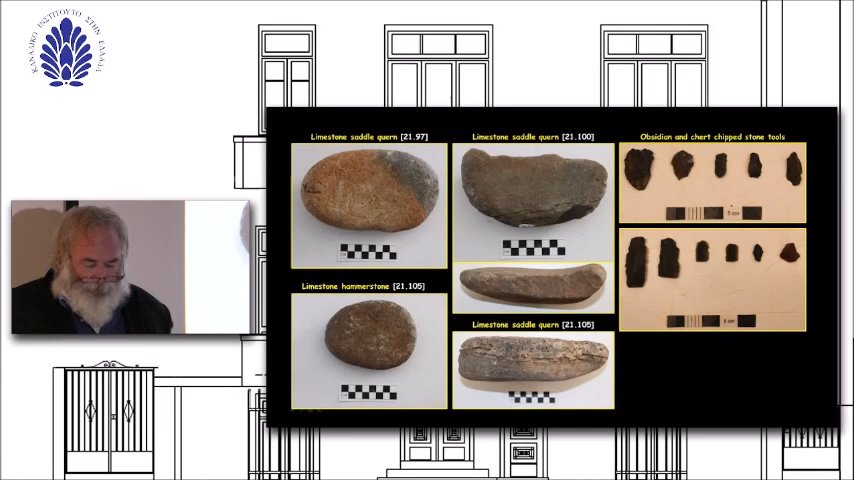 ΚΑΝΑΔΙΚΟ ΙΝΣΤΙΤΟΥΤΟ ΣΤΗΝ ΕΛΛΑΔΑ
Limestone saddle quern [21.97]
Limestone saddle quern [21.100]
Obsidian and chert chipped stone tools
5 cm
5 cm
Limestone hammerstone [21.105]
Limestone saddle quern [21.105]